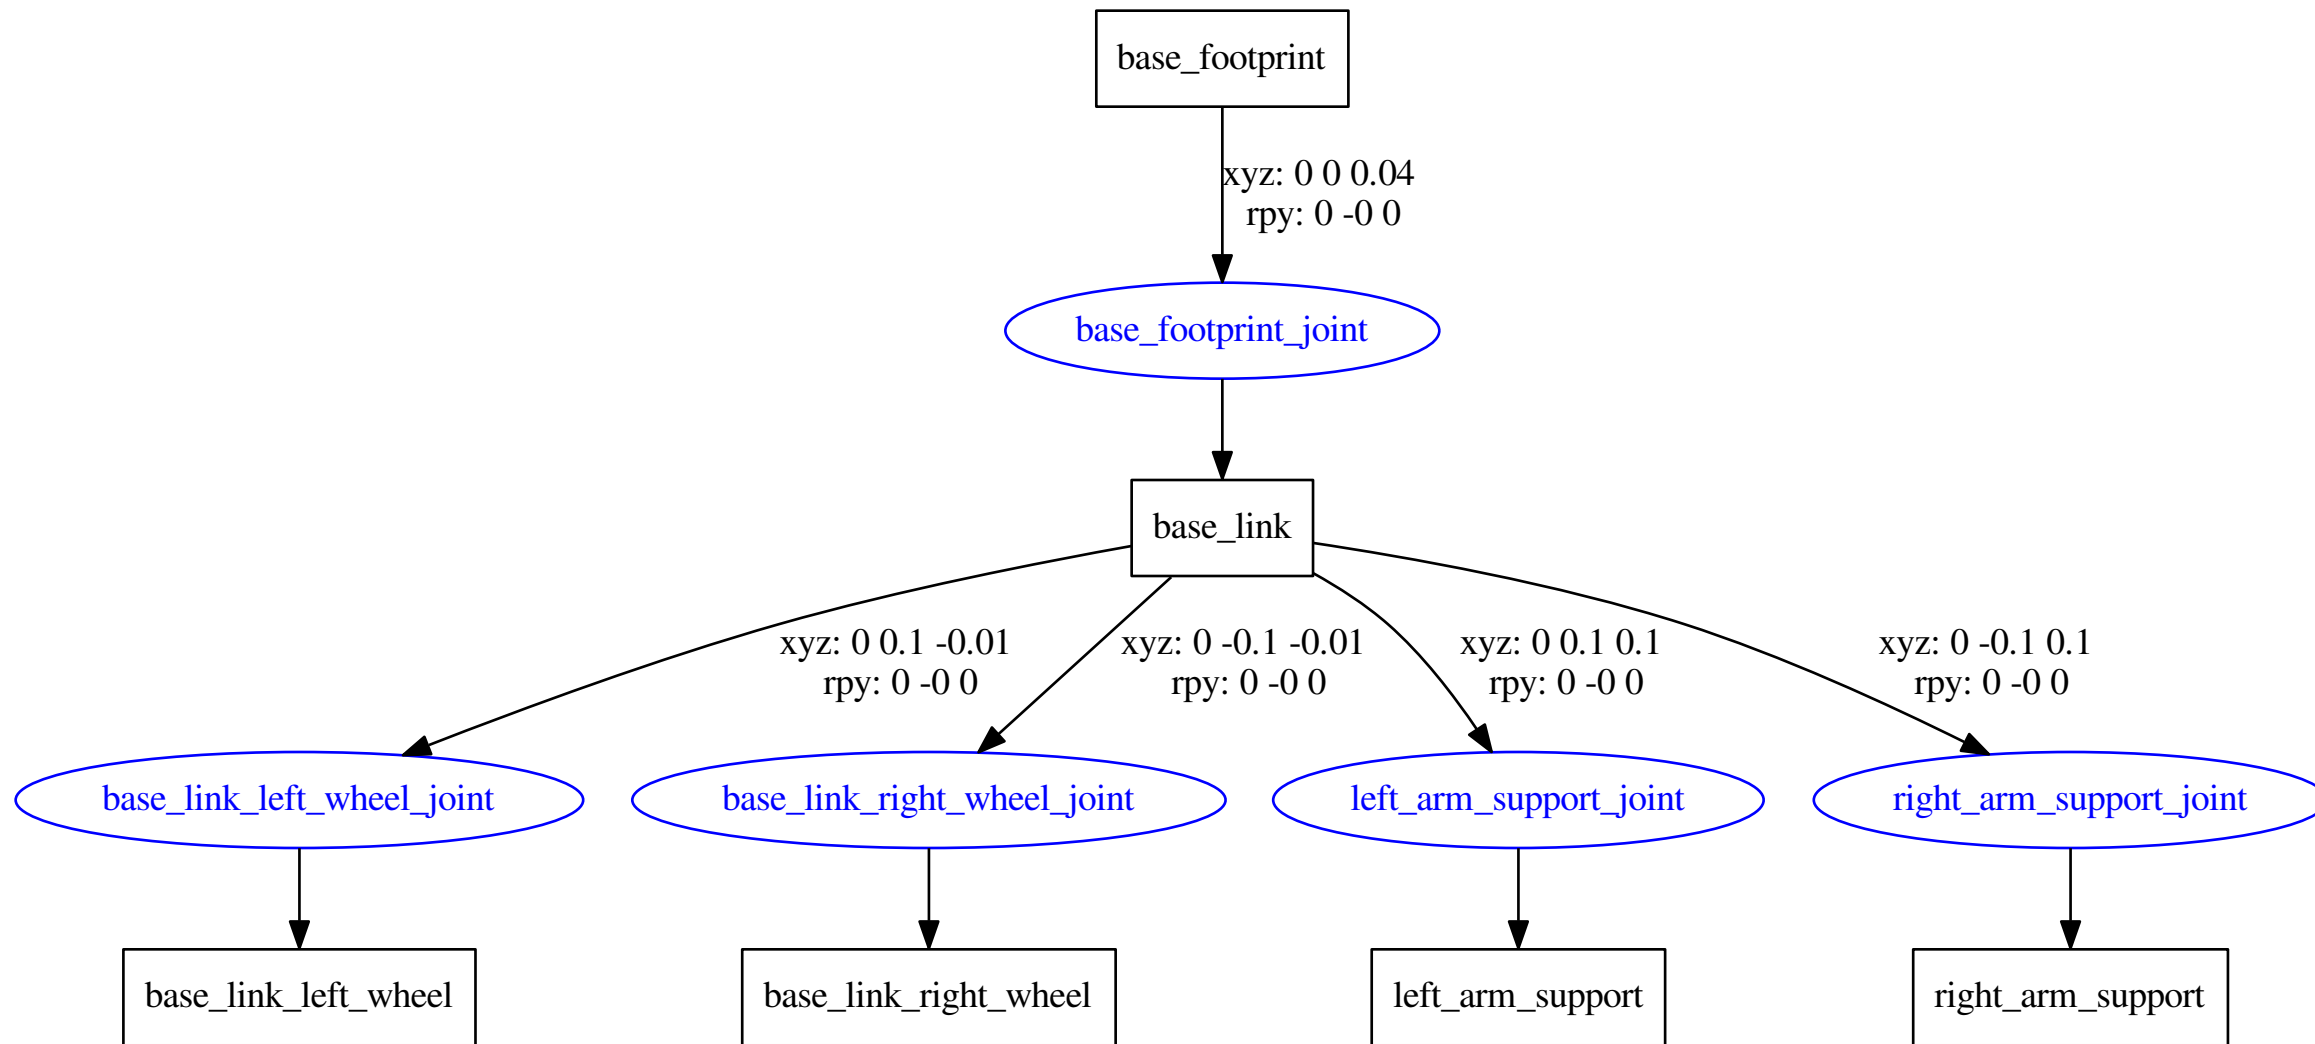 base_footprint
xyz: 0 0 0.04
rpy: 0 -0 0
base_footprint_joint
base_link
xyz: 0 0.1 -0.01
rpy: 0 -0 0
xyz: 0 -0.1 -0.01
rpy: 0 -0 0
xyz: 0 0.1 0.1
rpy: 0 -0 0
xyz: 0 -0.1 0.1
rpy: 0 -0 0
base_link_left_wheel_joint
base_link_right_wheel_joint
left_arm_support_joint
right_arm_support_joint
base_link_left_wheel
base_link_right_wheel
left_arm_support
right_arm_support